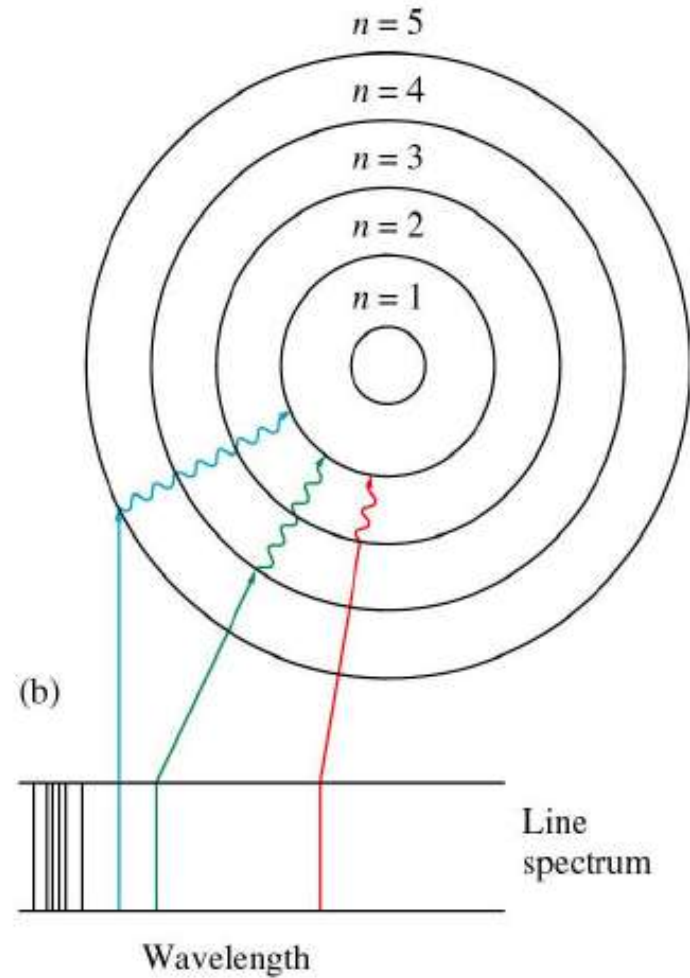 n = 5
n = 4
n = 3
n = 2
n = 1
(b)
Line
spectrum
Wavelength